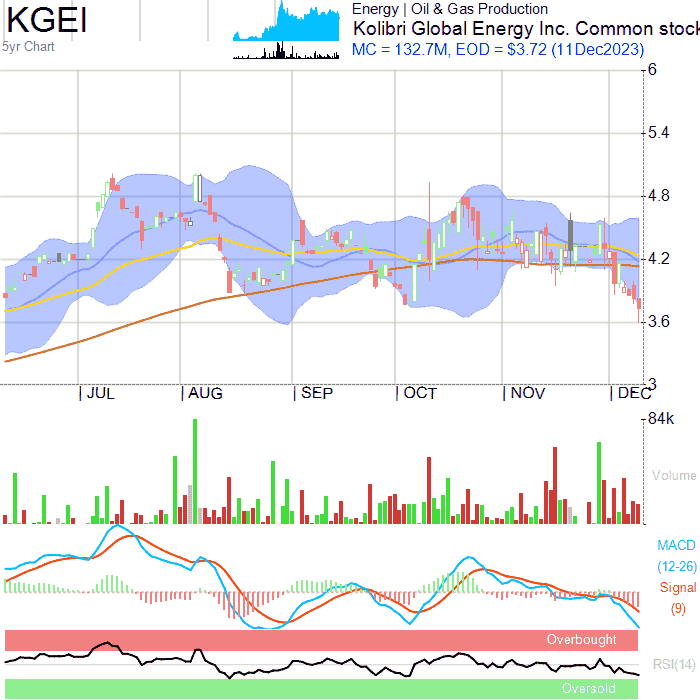 KGEI
5yr Chart
Energy | Oil & Gas Production
Kolibri Global Energy Inc. Common stock
MC = 132.7M, EOD = $3.72 (11Dec2023)
6
5.4
4.8
4.2
3.6
3
| JUL | AUG | SEP | OCT | NOV | DEC
84k
Volume
MACD
(12-26)
Signal
(9)
Overbought
RSI(14)
Oversold